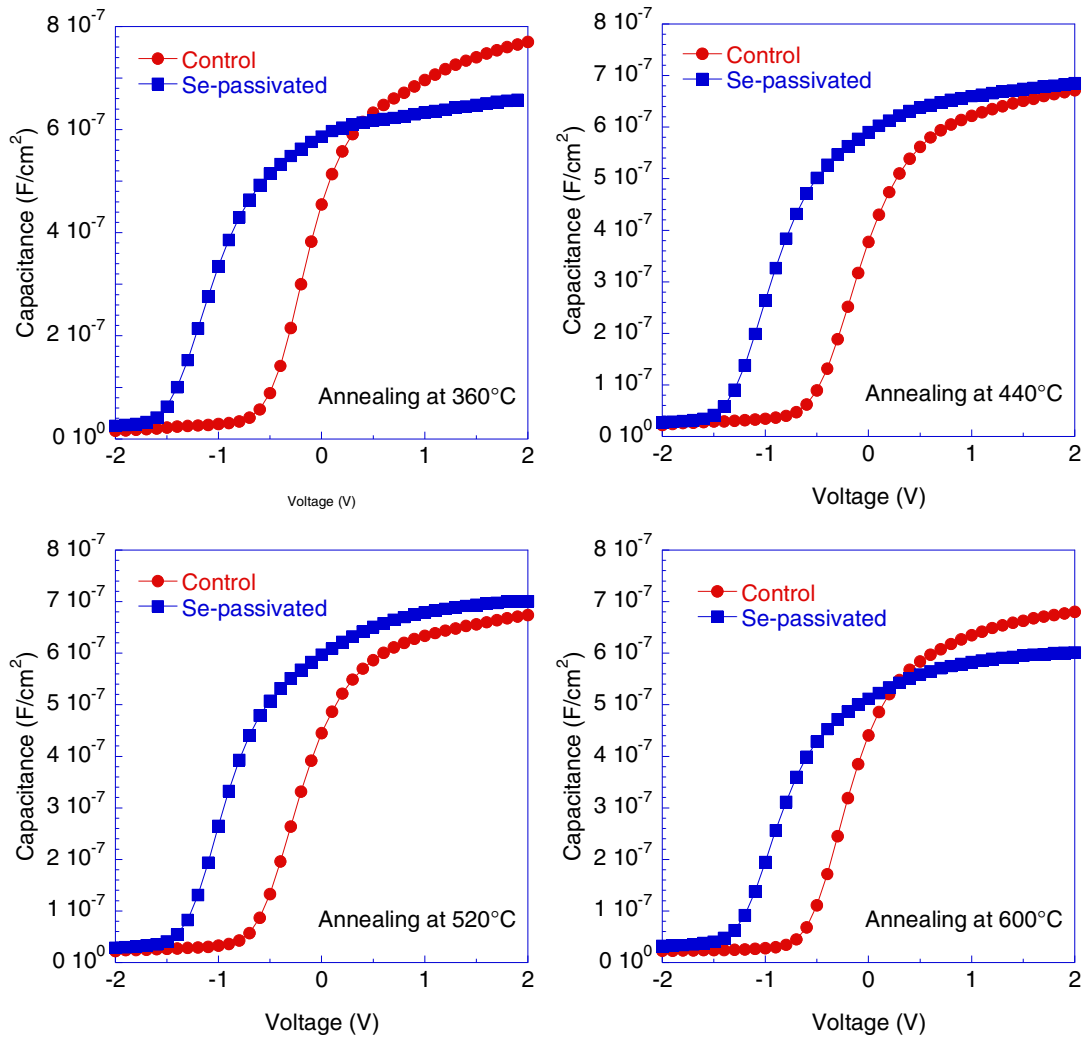 8 10⁻⁷
6 10⁻⁷
4 10⁻⁷
2 10⁻⁷
0 10⁰
Capacitance (F/cm²)
Control
Se-passivated
Annealing at 360°C
-2 -1 0 1 2
Voltage (V)
8 10⁻⁷
7 10⁻⁷
6 10⁻⁷
5 10⁻⁷
4 10⁻⁷
3 10⁻⁷
2 10⁻⁷
1 10⁻⁷
0 10⁰
Capacitance (F/cm²)
Control
Se-passivated
Annealing at 440°C
-2 -1 0 1 2
Voltage (V)
8 10⁻⁷
7 10⁻⁷
6 10⁻⁷
5 10⁻⁷
4 10⁻⁷
3 10⁻⁷
2 10⁻⁷
1 10⁻⁷
0 10⁰
Capacitance (F/cm²)
Control
Se-passivated
Annealing at 520°C
-2 -1 0 1 2
Voltage (V)
8 10⁻⁷
7 10⁻⁷
6 10⁻⁷
5 10⁻⁷
4 10⁻⁷
3 10⁻⁷
2 10⁻⁷
1 10⁻⁷
0 10⁰
Capacitance (F/cm²)
Control
Se-passivated
Annealing at 600°C
-2 -1 0 1 2
Voltage (V)